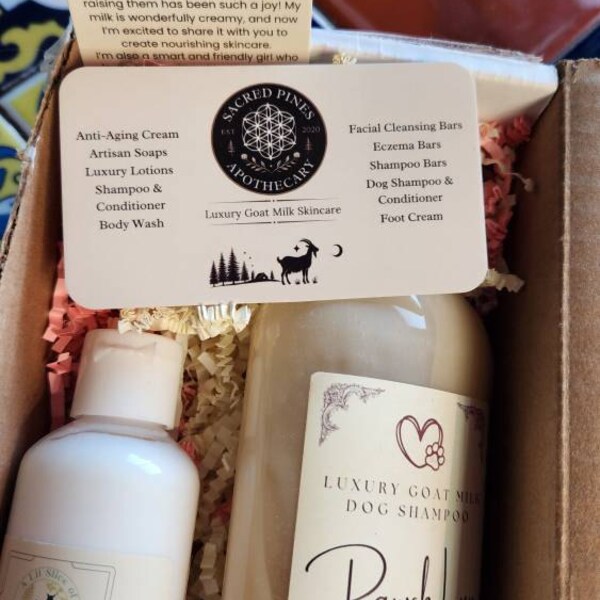 raising them has been such a joy! My
milk is wonderfully creamy, and now
I'm excited to share it with you to
create nourishing skincare.
I'm also a smart and friendly girl who
Anti-Aging Cream
Artisan Soaps
Luxury Lotions
Shampoo &
Conditioner
Body Wash
SACRED PINES
EST 2020
APOTHECARY
Luxury Goat Milk Skincare
Facial Cleansing Bars
Eczema Bars
Shampoo Bars
Dog Shampoo &
Conditioner
Foot Cream
LUXURY GOAT MILK
DOG SHAMPOO